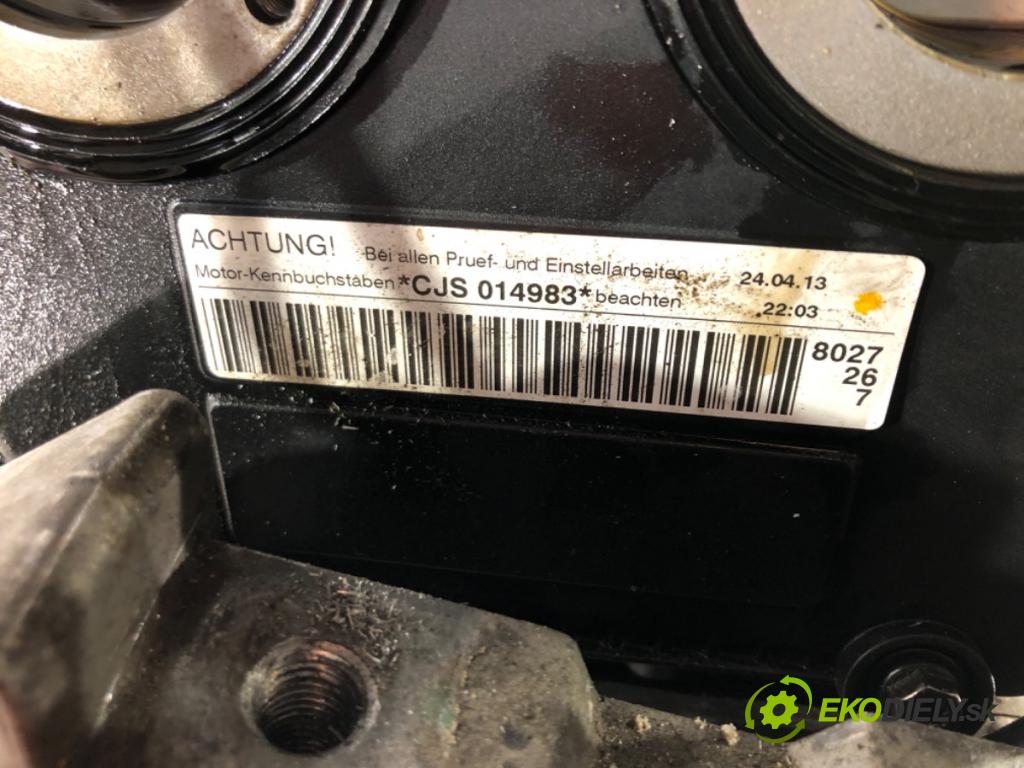 ACHTUNG! Bei allen Pruef- und Einstellarbeiten 24.04.13
Motor-Kennbuchstaben *CJS 014983* beachten 22:03
8027
26
7
EKODIELY.sk